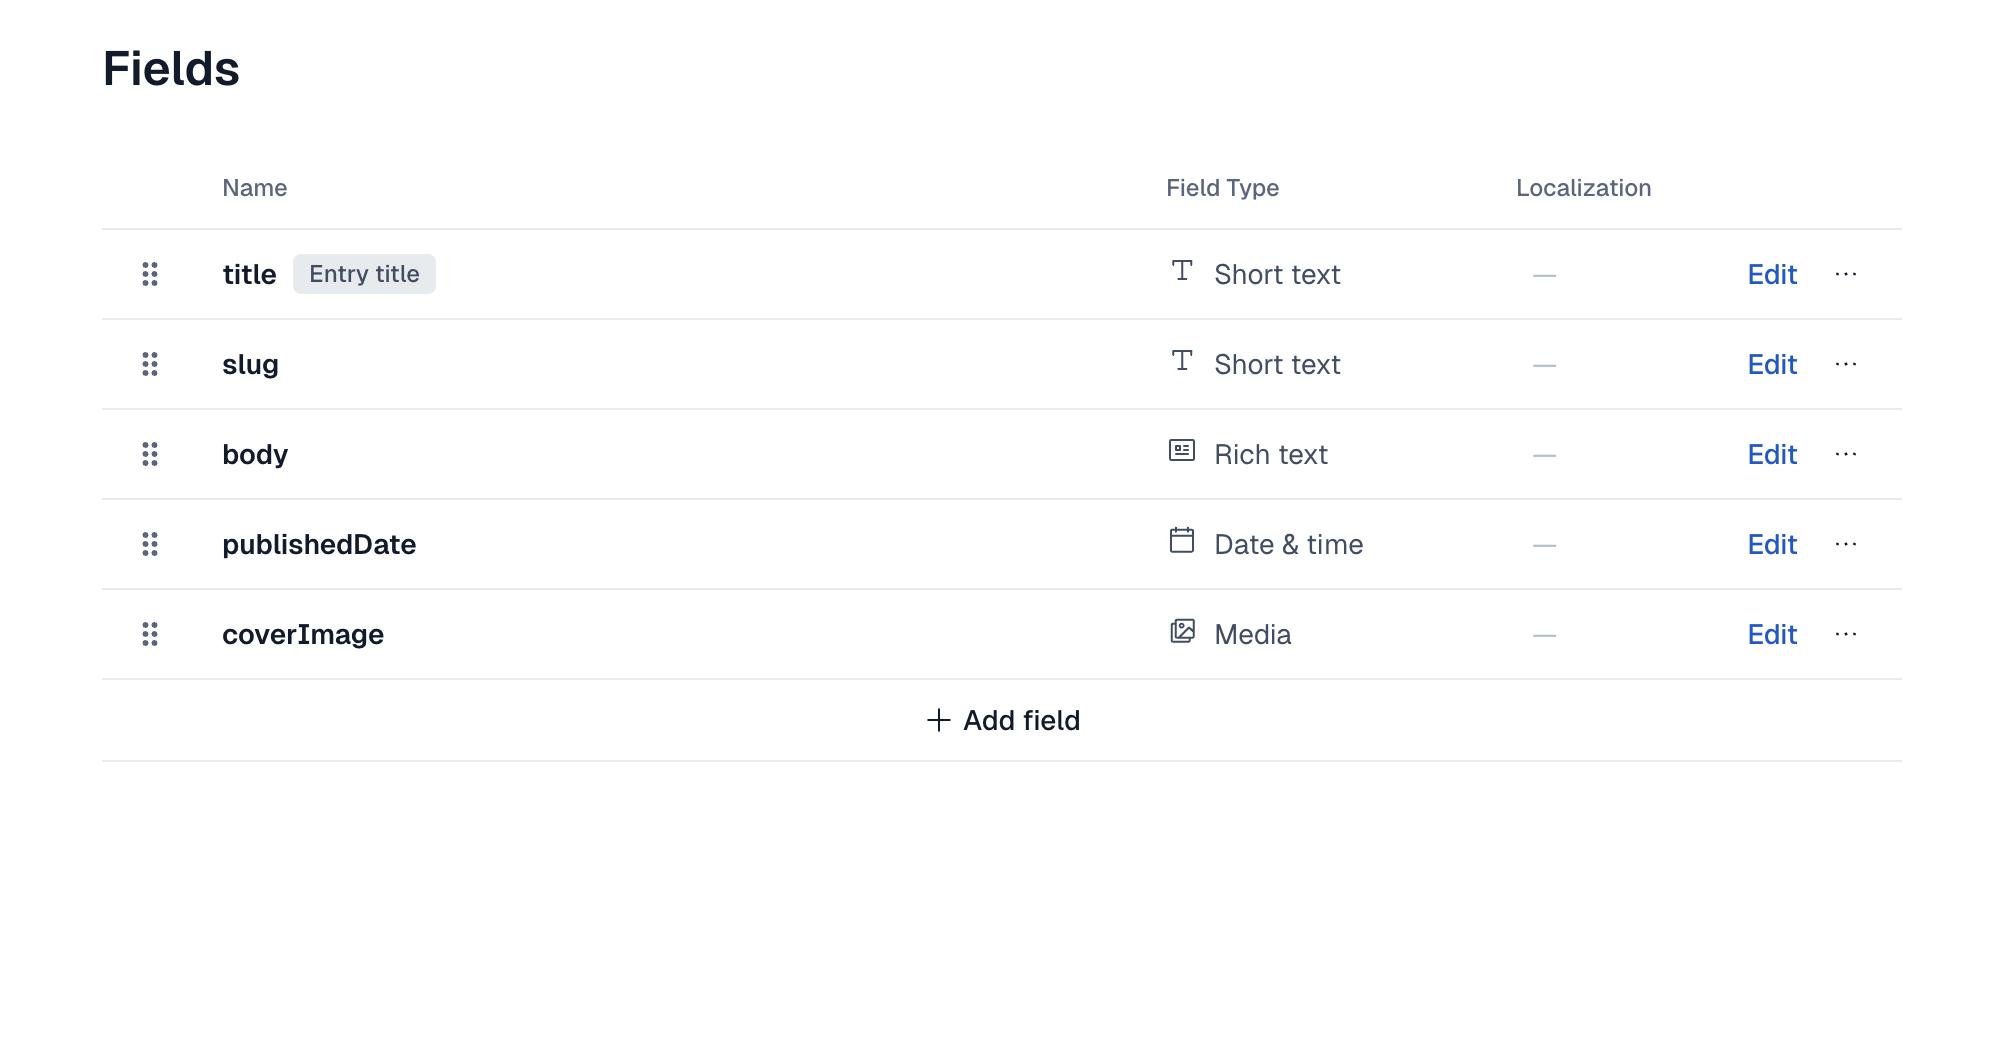 Fields
Name Field Type Localization
title Entry title Short text — Edit ...
slug Short text — Edit ...
body Rich text — Edit ...
publishedDate Date & time — Edit ...
coverImage Media — Edit ...
+ Add field